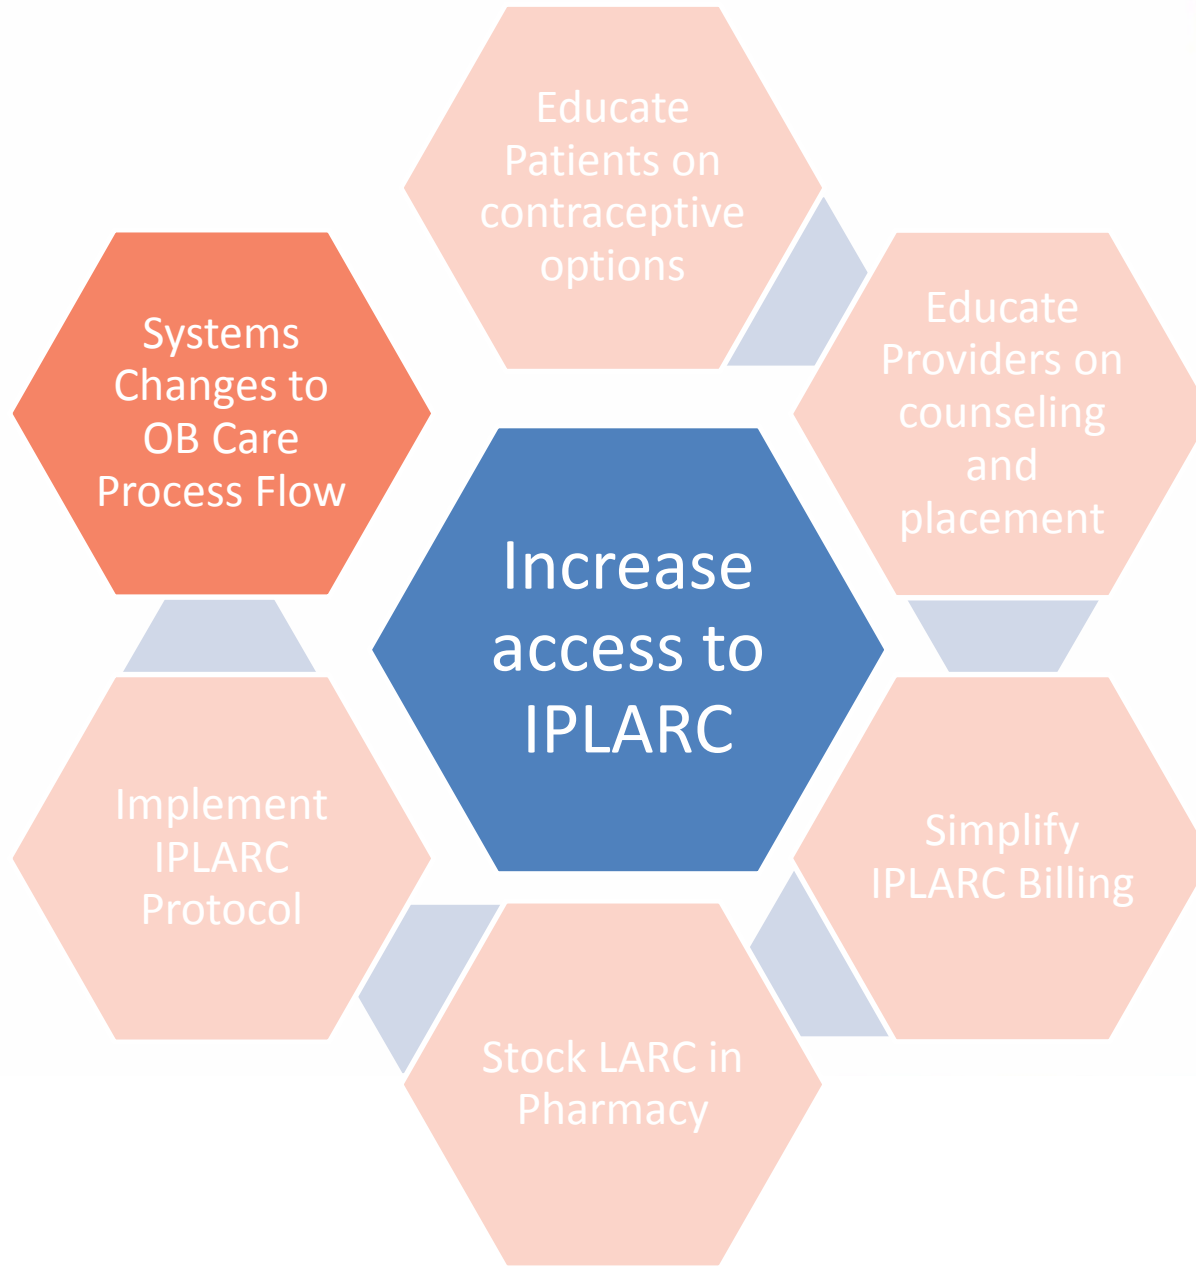 Educate
Patients on
contraceptive
options
Educate
Providers on
counseling
and
placement
Simplify
IPLARC Billing
Stock LARC in
Pharmacy
Implement
IPLARC
Protocol
Systems
Changes to
OB Care
Process Flow
Increase
access to
IPLARC